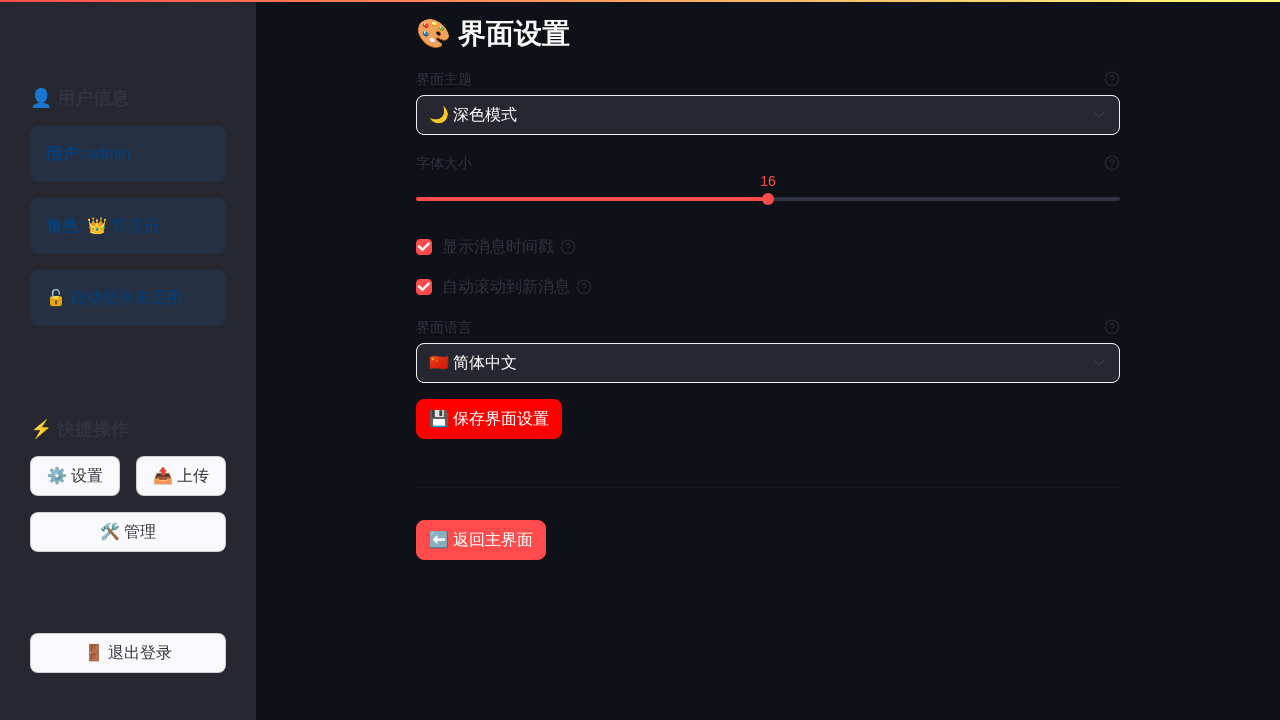 👤 用户信息
用户: admin
角色: 👑 管理员
🔓 自动登录未启用
⚡ 快捷操作
⚙️ 设置
📤 上传
🛠️ 管理
🚪 退出登录
🎨 界面设置
界面主题
🌙 深色模式
字体大小
16
显示消息时间戳
自动滚动到新消息
界面语言
🇨🇳 简体中文
💾 保存界面设置
⬅️ 返回主界面